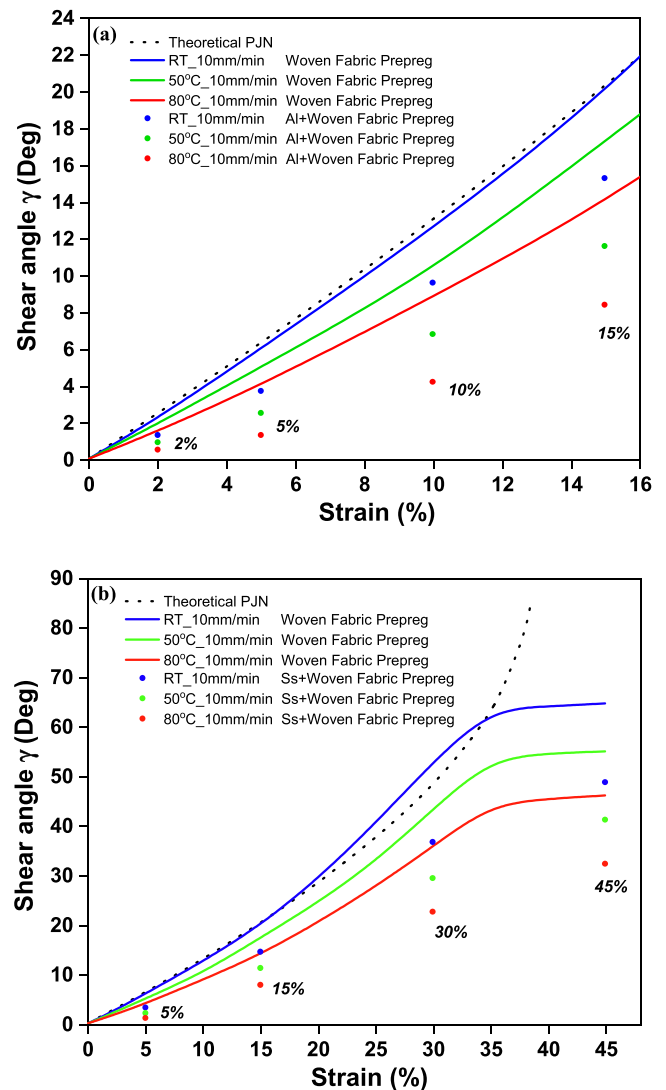 (a)
Theoretical PJN
RT_10mm/min Woven Fabric Prepreg
50°C_10mm/min Woven Fabric Prepreg
80°C_10mm/min Woven Fabric Prepreg
RT_10mm/min Al+Woven Fabric Prepreg
50°C_10mm/min Al+Woven Fabric Prepreg
80°C_10mm/min Al+Woven Fabric Prepreg
Shear angle γ (Deg)
24
22
20
18
16
14
12
10
8
6
4
2
0
2%
5%
10%
15%
0 2 4 6 8 10 12 14 16
Strain (%)
(b)
Theoretical PJN
RT_10mm/min Woven Fabric Prepreg
50°C_10mm/min Woven Fabric Prepreg
80°C_10mm/min Woven Fabric Prepreg
RT_10mm/min Ss+Woven Fabric Prepreg
50°C_10mm/min Ss+Woven Fabric Prepreg
80°C_10mm/min Ss+Woven Fabric Prepreg
Shear angle γ (Deg)
90
80
70
60
50
40
30
20
10
0
5%
15%
30%
45%
0 5 10 15 20 25 30 35 40 45
Strain (%)